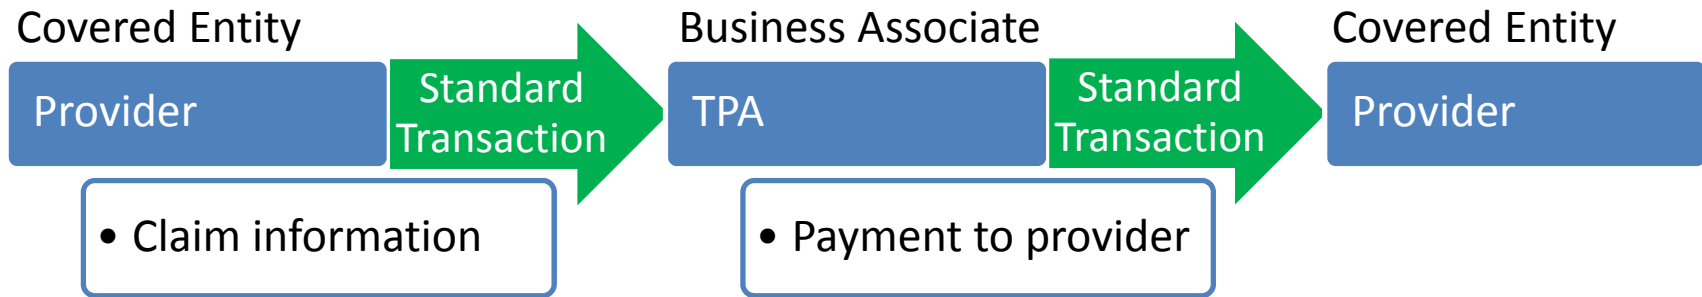 Covered Entity
Business Associate
Covered Entity
Provider
Standard
Transaction
TPA
Standard
Transaction
Provider
• Claim information
• Payment to provider